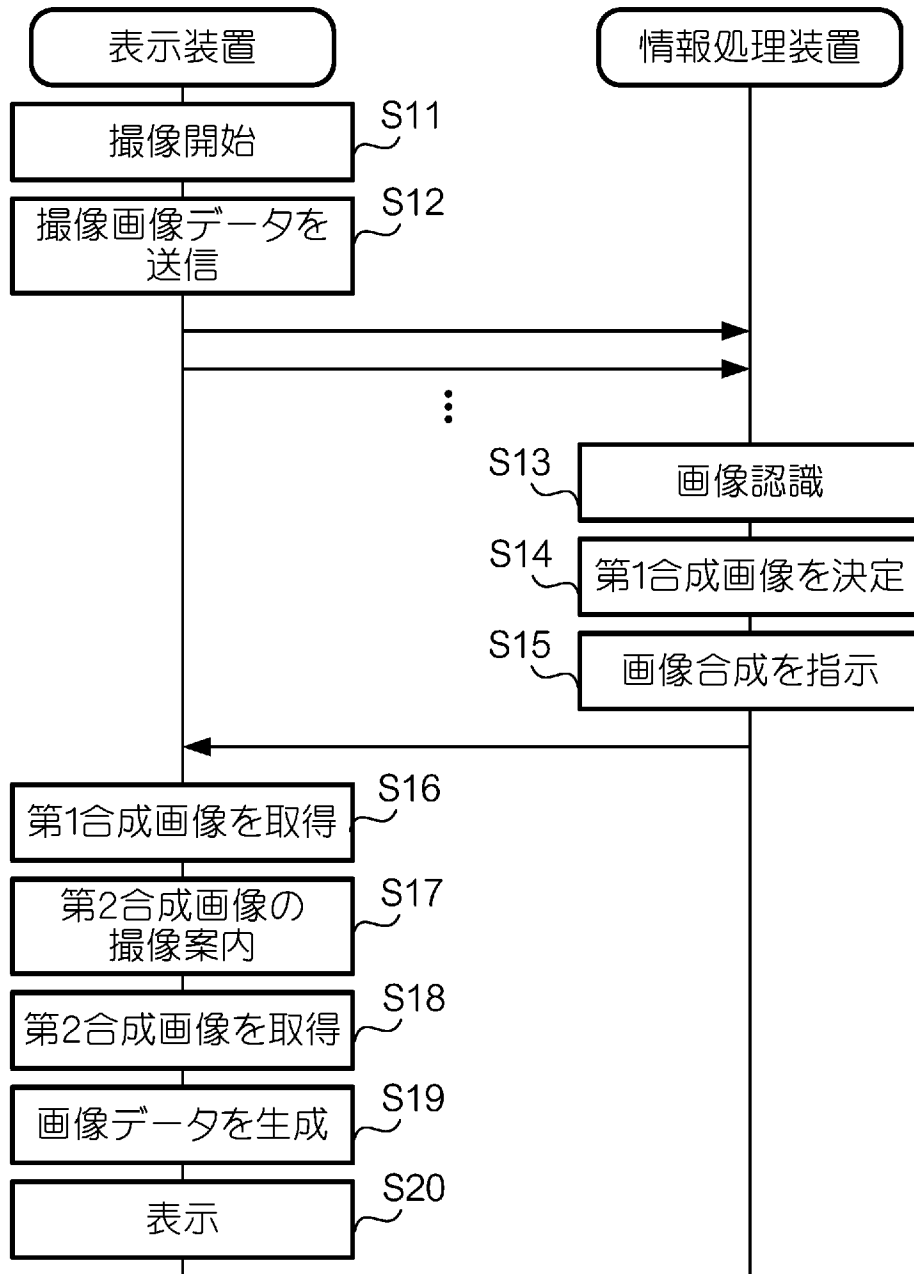 表示装置
情報処理装置
撮像開始
S11
撮像画像データを
送信
S12
S13
画像認識
S14
第1合成画像を決定
S15
画像合成を指示
第1合成画像を取得
S16
第2合成画像の
撮像案内
S17
第2合成画像を取得
S18
画像データを生成
S19
表示
S20